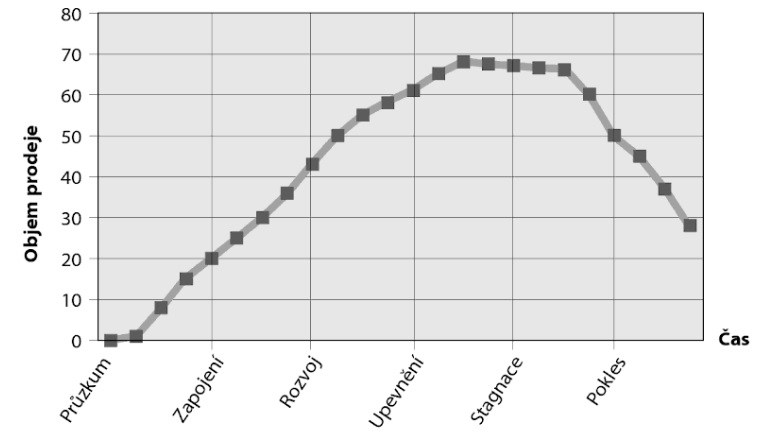 80
70
60
50
40
30
20
10
0
Objem prodeje
Čas
Průzkum
Zapojení
Rozvoj
Upevnění
Stagnace
Pokles